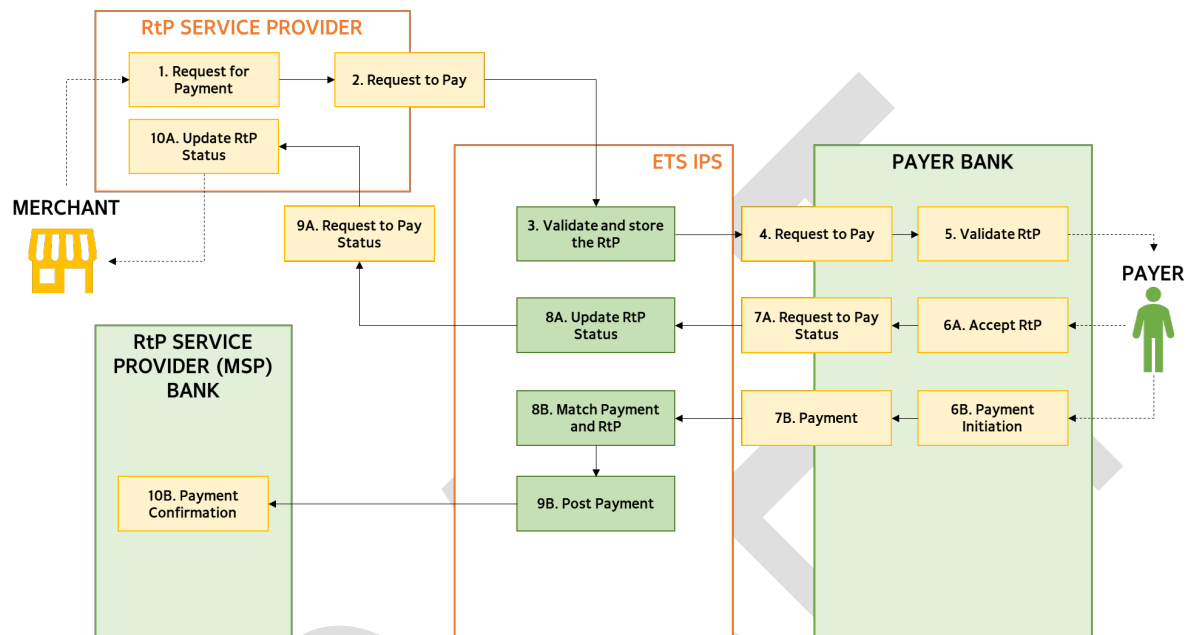 RtP SERVICE PROVIDER
1. Request for
Payment
2. Request to Pay
10A. Update RtP
Status
ETS IPS
PAYER BANK
MERCHANT
9A. Request to Pay
Status
3. Validate and store
the RtP
4. Request to Pay
5. Validate RtP
PAYER
8A. Update RtP
Status
7A. Request to Pay
Status
6A. Accept RtP
RtP SERVICE
PROVIDER (MSP)
BANK
8B. Match Payment
and RtP
7B. Payment
6B. Payment
Initiation
10B. Payment
Confirmation
9B. Post Payment